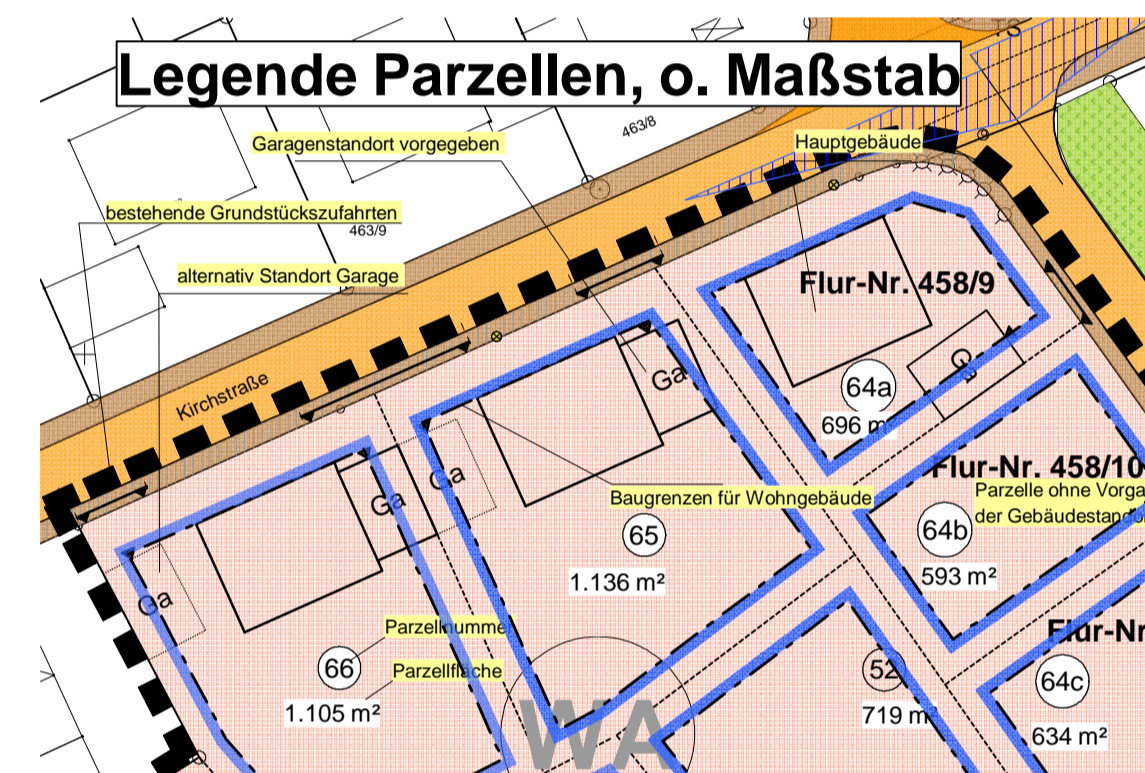 Legende Parzellen, o. Maßstab
463/8
Garagenstandort vorgegeben
Hauptgebäude
bestehende Grundstückszufahrten
463/9
alternativ Standort Garage
Flur-Nr. 458/9
Kirchstraße
Ga
Ga
64a
696 m²
Flur-Nr. 458/10
Ga
Ga
Baugrenzen für Wohngebäude
Parzelle ohne Vorga
der Gebäudestando
65
64b
1.136 m²
593 m²
Ga
Parzellnumme
Flur-Nr
66
Parzellfläche
52
64c
1.105 m²
WA
719 m²
634 m²